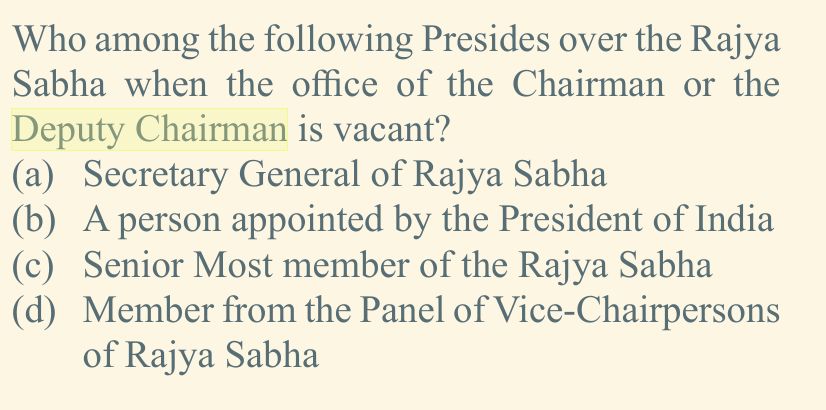 Who among the following Presides over the Rajya
Sabha when the office of the Chairman or the
Deputy Chairman is vacant?
(a) Secretary General of Rajya Sabha
(b) A person appointed by the President of India
(c) Senior Most member of the Rajya Sabha
(d) Member from the Panel of Vice-Chairpersons
of Rajya Sabha